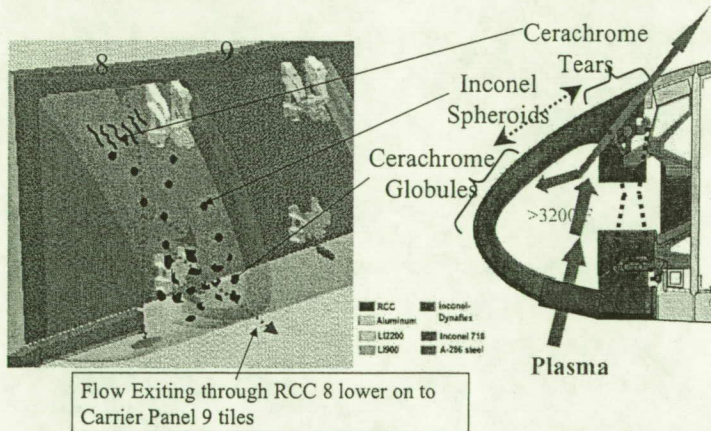 8
9
Cerachrome
Tears
Inconel
Spheroids
Cerachrome
Globules
>3200°F
RCC
Aluminum
LI2200
LI900
Inconel-
Dynaflex
Inconel 718
A-286 steel
Plasma
Flow Exiting through RCC 8 lower on to
Carrier Panel 9 tiles